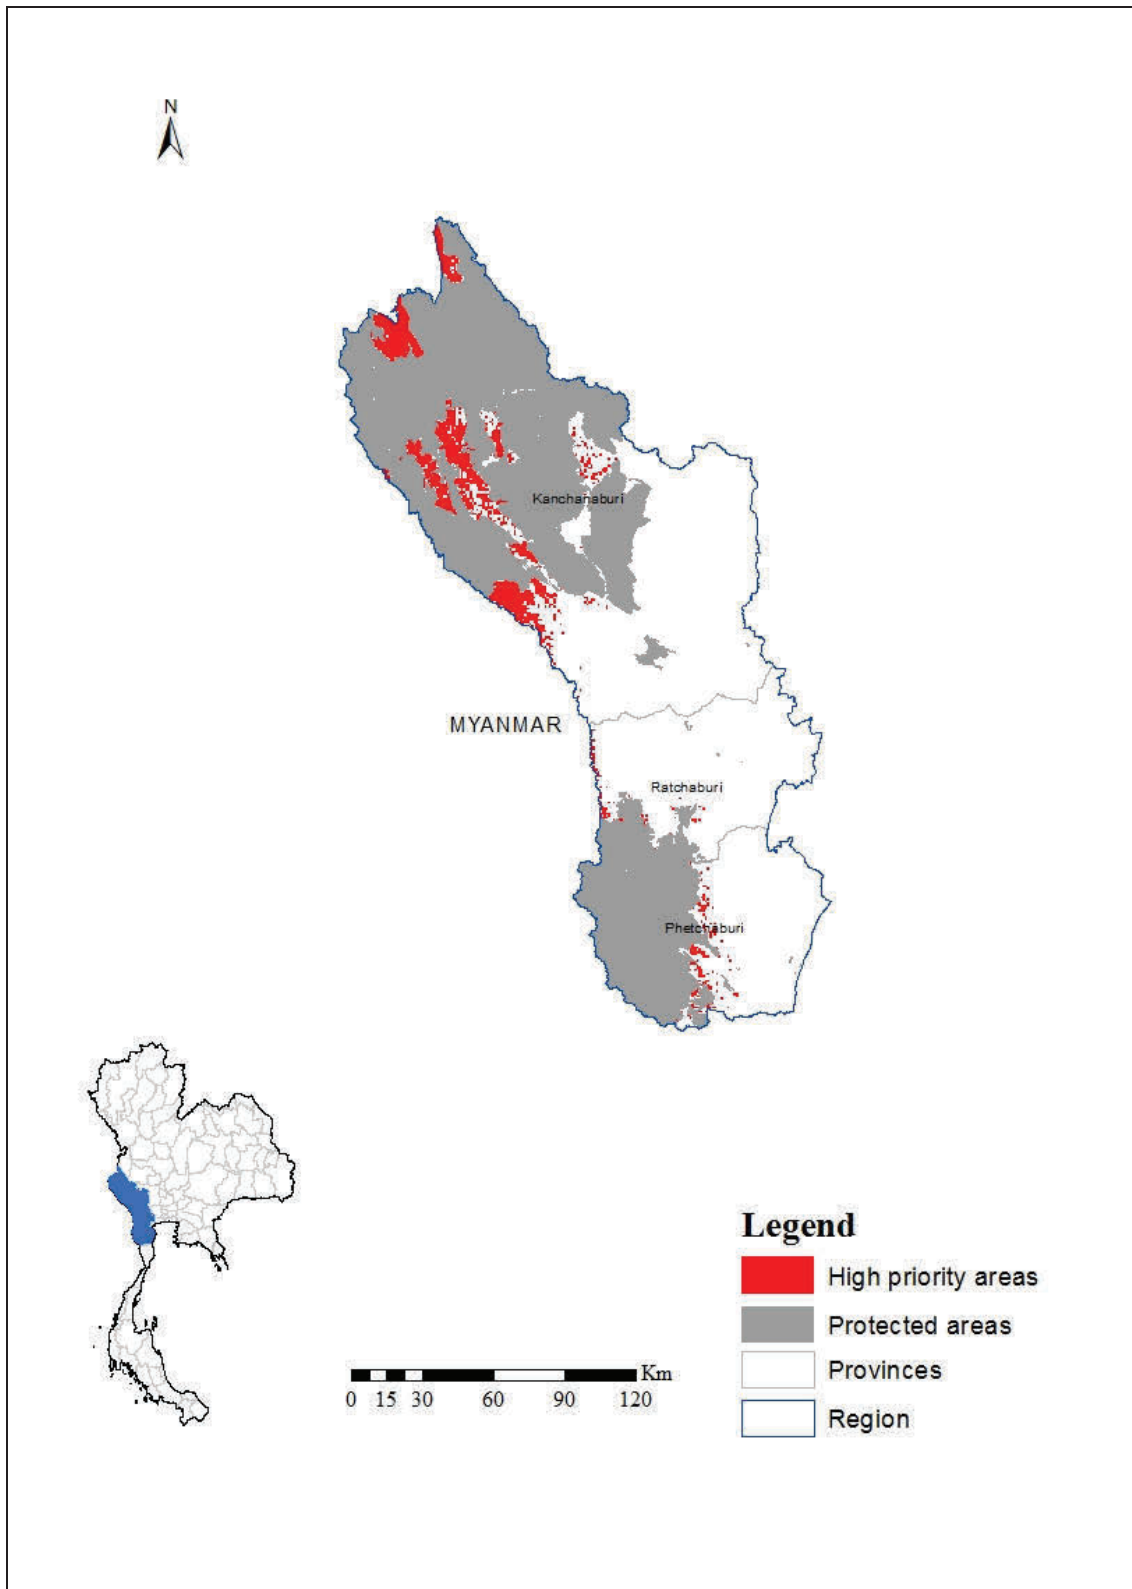 N
Kanchanaburi
MYANMAR
Ratchaburi
Phetchaburi
Legend
High priority areas
Protected areas
Provinces
Region
Km
0 15 30 60 90 120